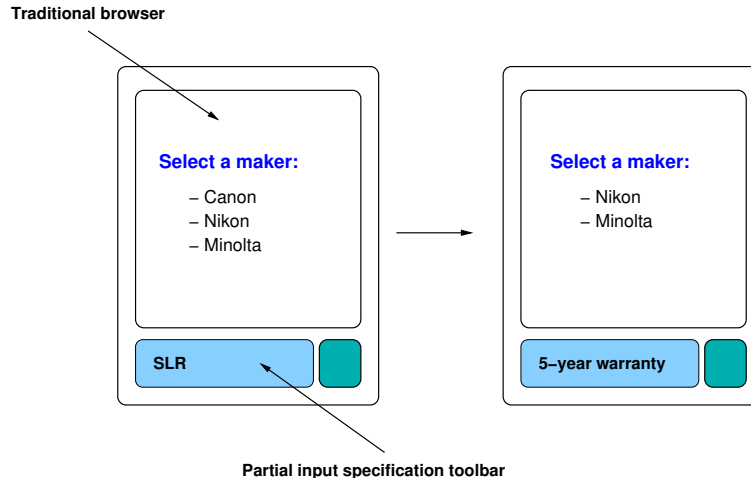 Traditional browser
Select a maker:
– Canon
– Nikon
– Minolta
SLR
Select a maker:
– Nikon
– Minolta
5–year warranty
Partial input specification toolbar